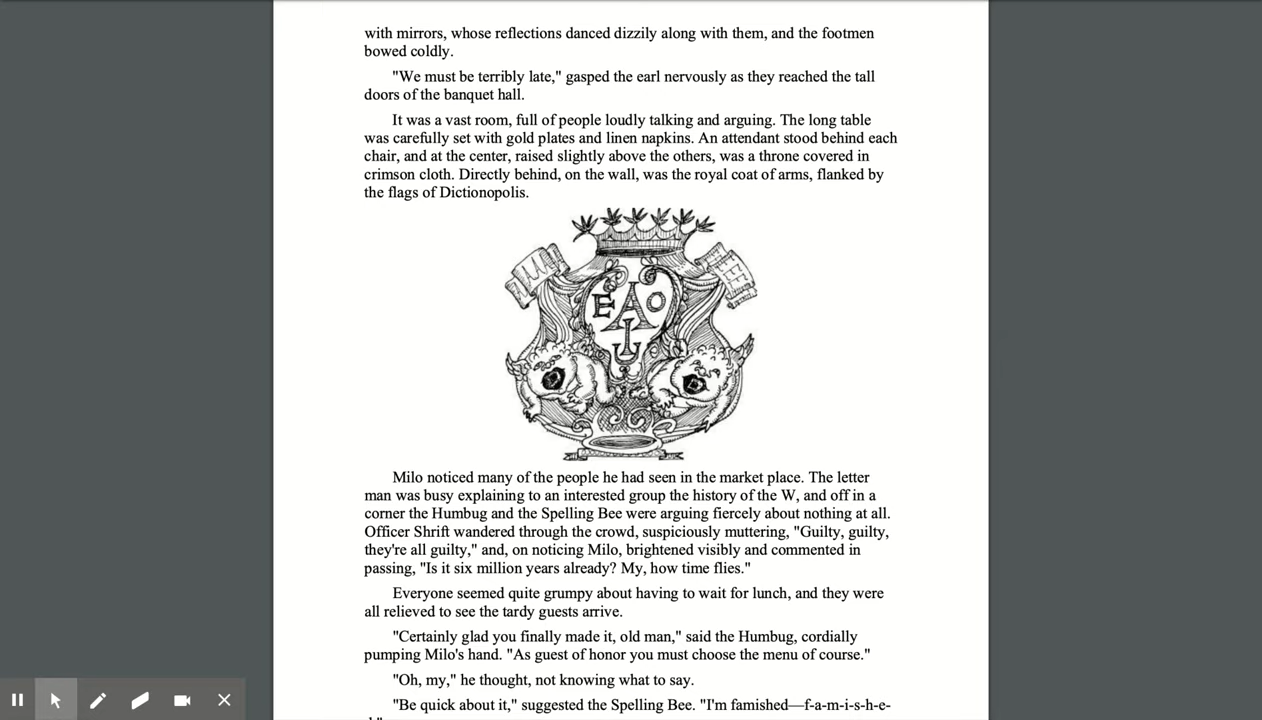 with mirrors, whose reflections danced dizzily along with them, and the footmen
bowed coldly.
"We must be terribly late," gasped the earl nervously as they reached the tall
doors of the banquet hall.
It was a vast room, full of people loudly talking and arguing. The long table
was carefully set with gold plates and linen napkins. An attendant stood behind each
chair, and at the center, raised slightly above the others, was a throne covered in
crimson cloth. Directly behind, on the wall, was the royal coat of arms, flanked by
the flags of Dictionopolis.
E A O
I
U
Milo noticed many of the people he had seen in the market place. The letter
man was busy explaining to an interested group the history of the W, and off in a
corner the Humbug and the Spelling Bee were arguing fiercely about nothing at all.
Officer Shrift wandered through the crowd, suspiciously muttering, "Guilty, guilty,
they're all guilty," and, on noticing Milo, brightened visibly and commented in
passing, "Is it six million years already? My, how time flies."
Everyone seemed quite grumpy about having to wait for lunch, and they were
all relieved to see the tardy guests arrive.
"Certainly glad you finally made it, old man," said the Humbug, cordially
pumping Milo's hand. "As guest of honor you must choose the menu of course."
"Oh, my," he thought, not knowing what to say.
"Be quick about it," suggested the Spelling Bee. "I'm famished—f-a-m-i-s-h-e-